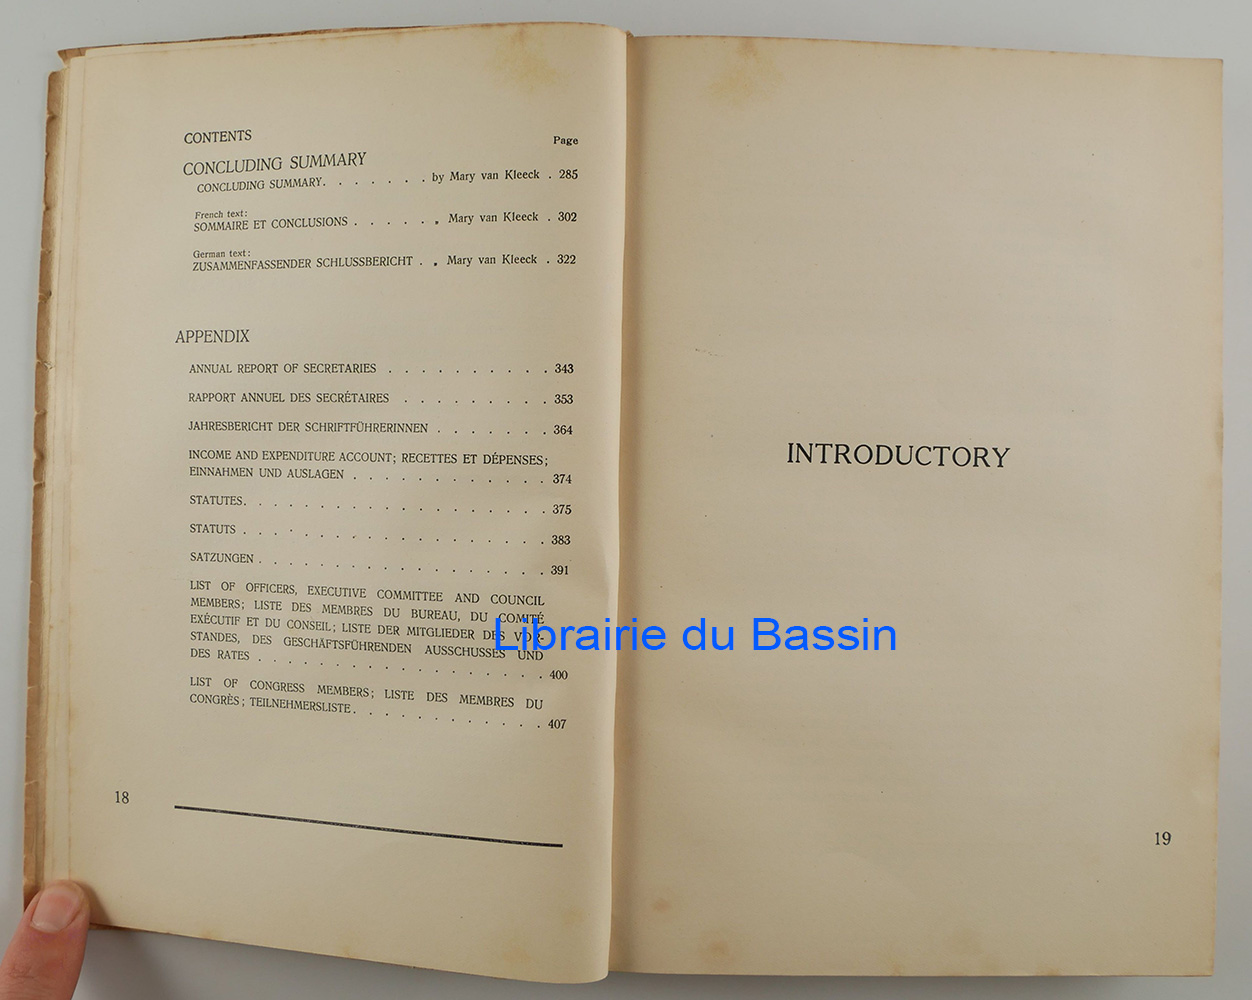 CONTENTS
Page
CONCLUDING SUMMARY
CONCLUDING SUMMARY. . . . . . . by Mary van Kleeck . 285
French text:
SOMMAIRE ET CONCLUSIONS . . . . . „ Mary van Kleeck . 302
German text:
ZUSAMMENFASSENDER SCHLUSSBERICHT . „ Mary van Kleeck . 322
APPENDIX
ANNUAL REPORT OF SECRETARIES . . . . . . . . . . 343
RAPPORT ANNUEL DES SECRÉTAIRES . . . . . . . . . 353
JAHRESBERICHT DER SCHRIFTFÜHRERINNEN . . . . . . . 364
INCOME AND EXPENDITURE ACCOUNT; RECETTES ET DÉPENSES;
EINNAHMEN UND AUSLAGEN . . . . . . . . . . . . 374
STATUTES. . . . . . . . . . . . . . . . . . 375
STATUTS . . . . . . . . . . . . . . . . . . 383
SATZUNGEN . . . . . . . . . . . . . . . . . 391
LIST OF OFFICERS, EXECUTIVE COMMITTEE AND COUNCIL
MEMBERS; LISTE DES MEMBRES DU BUREAU, DU COMITÉ
EXÉCUTIF ET DU CONSEIL; LISTE DER MITGLIEDER DES VOR-
STANDES, DES GESCHÄFTSFÜHRENDEN AUSSCHUSSES UND
DES RATES . . . . . . . . . . . . . . . . . 400
LIST OF CONGRESS MEMBERS; LISTE DES MEMBRES DU
CONGRÈS; TEILNEHMERSLISTE. . . . . . . . . . . . 407
18
INTRODUCTORY
19
Librairie du Bassin